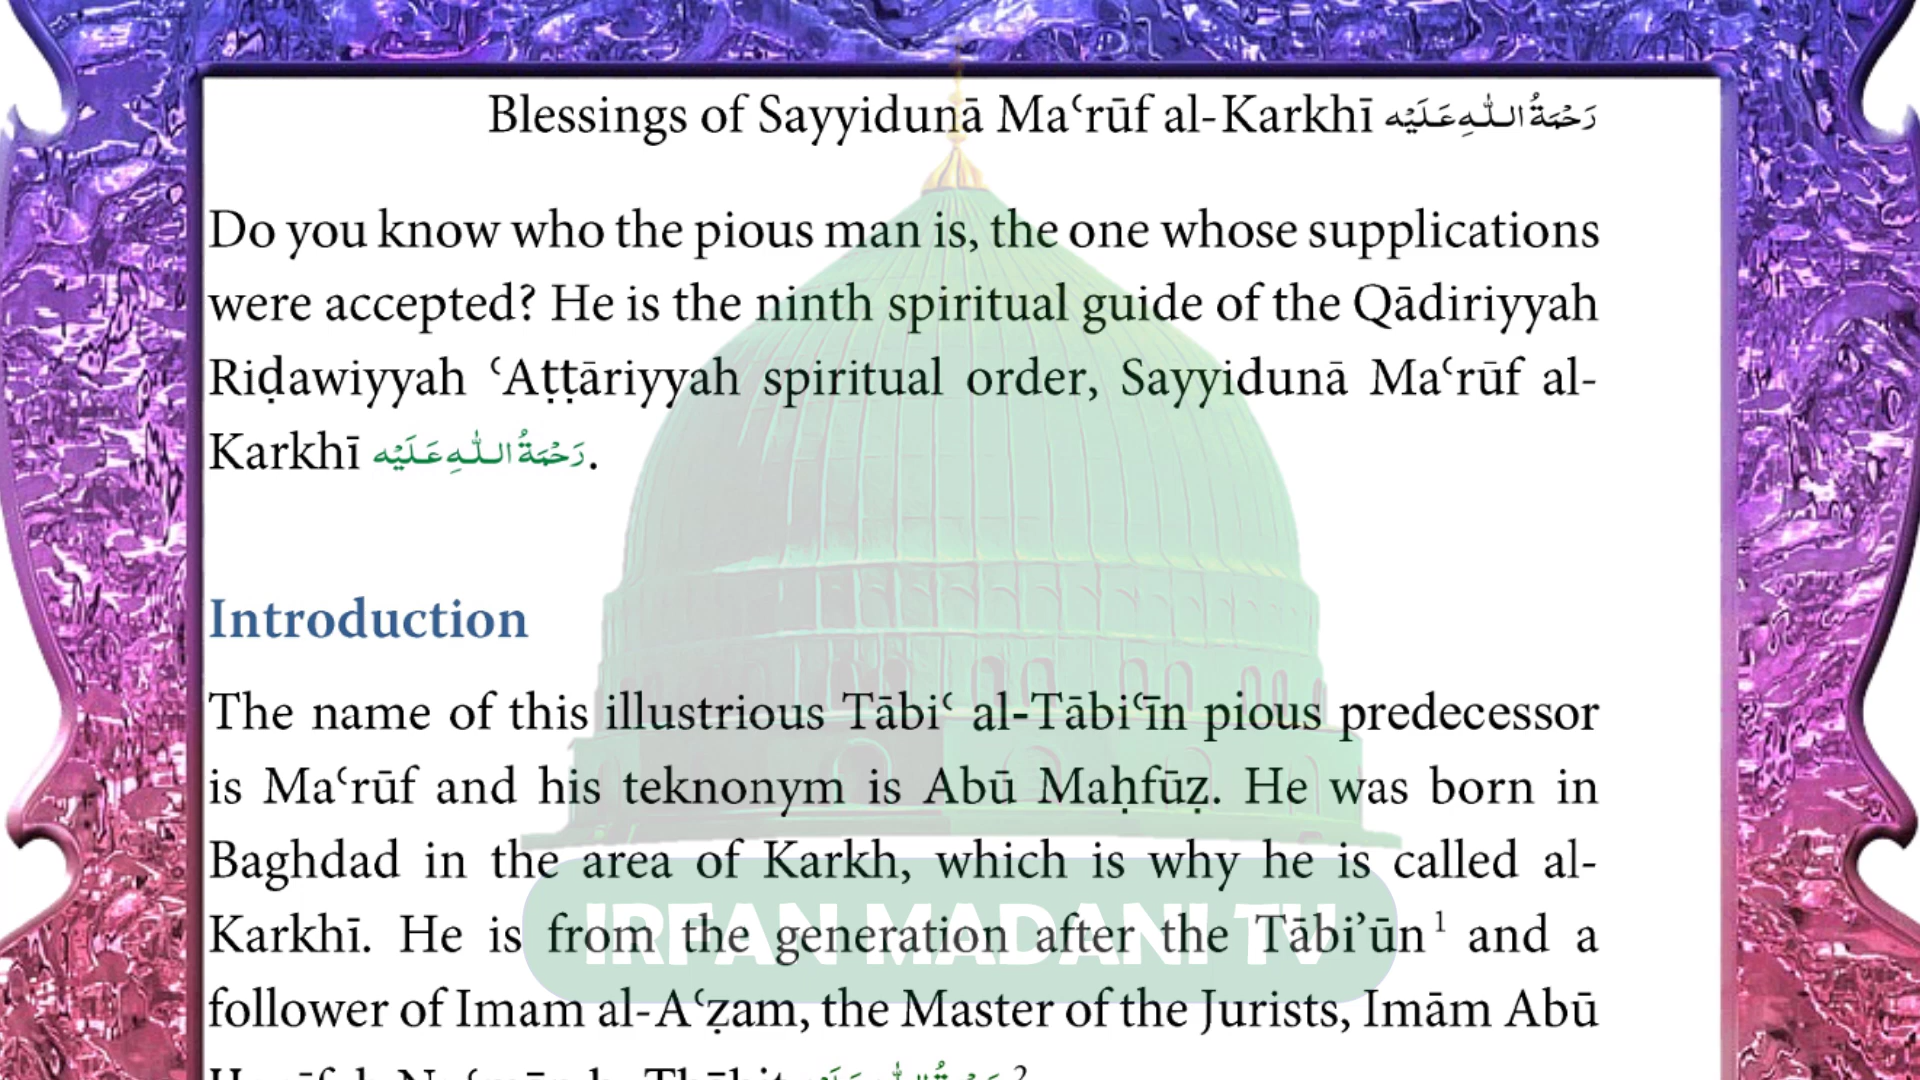 Blessings of Sayyidunā Maʿrūf al-Karkhī رَحْمَةُ اللّٰهِ عَلَيْه
Do you know who the pious man is, the one whose supplications
were accepted? He is the ninth spiritual guide of the Qādiriyyah
Riḍawiyyah ʿAṭṭāriyyah spiritual order, Sayyidunā Maʿrūf al-
Karkhī رَحْمَةُ اللّٰهِ عَلَيْه.
Introduction
The name of this illustrious Tābiʿ al-Tābiʿīn pious predecessor
is Maʿrūf and his teknonym is Abū Maḥfūẓ. He was born in
Baghdad in the area of Karkh, which is why he is called al-
Karkhī. He is from the generation after the Tābi’ūn1 and a
IRFAN MADANI TV
follower of Imam al-Aʿẓam, the Master of the Jurists, Imām Abū